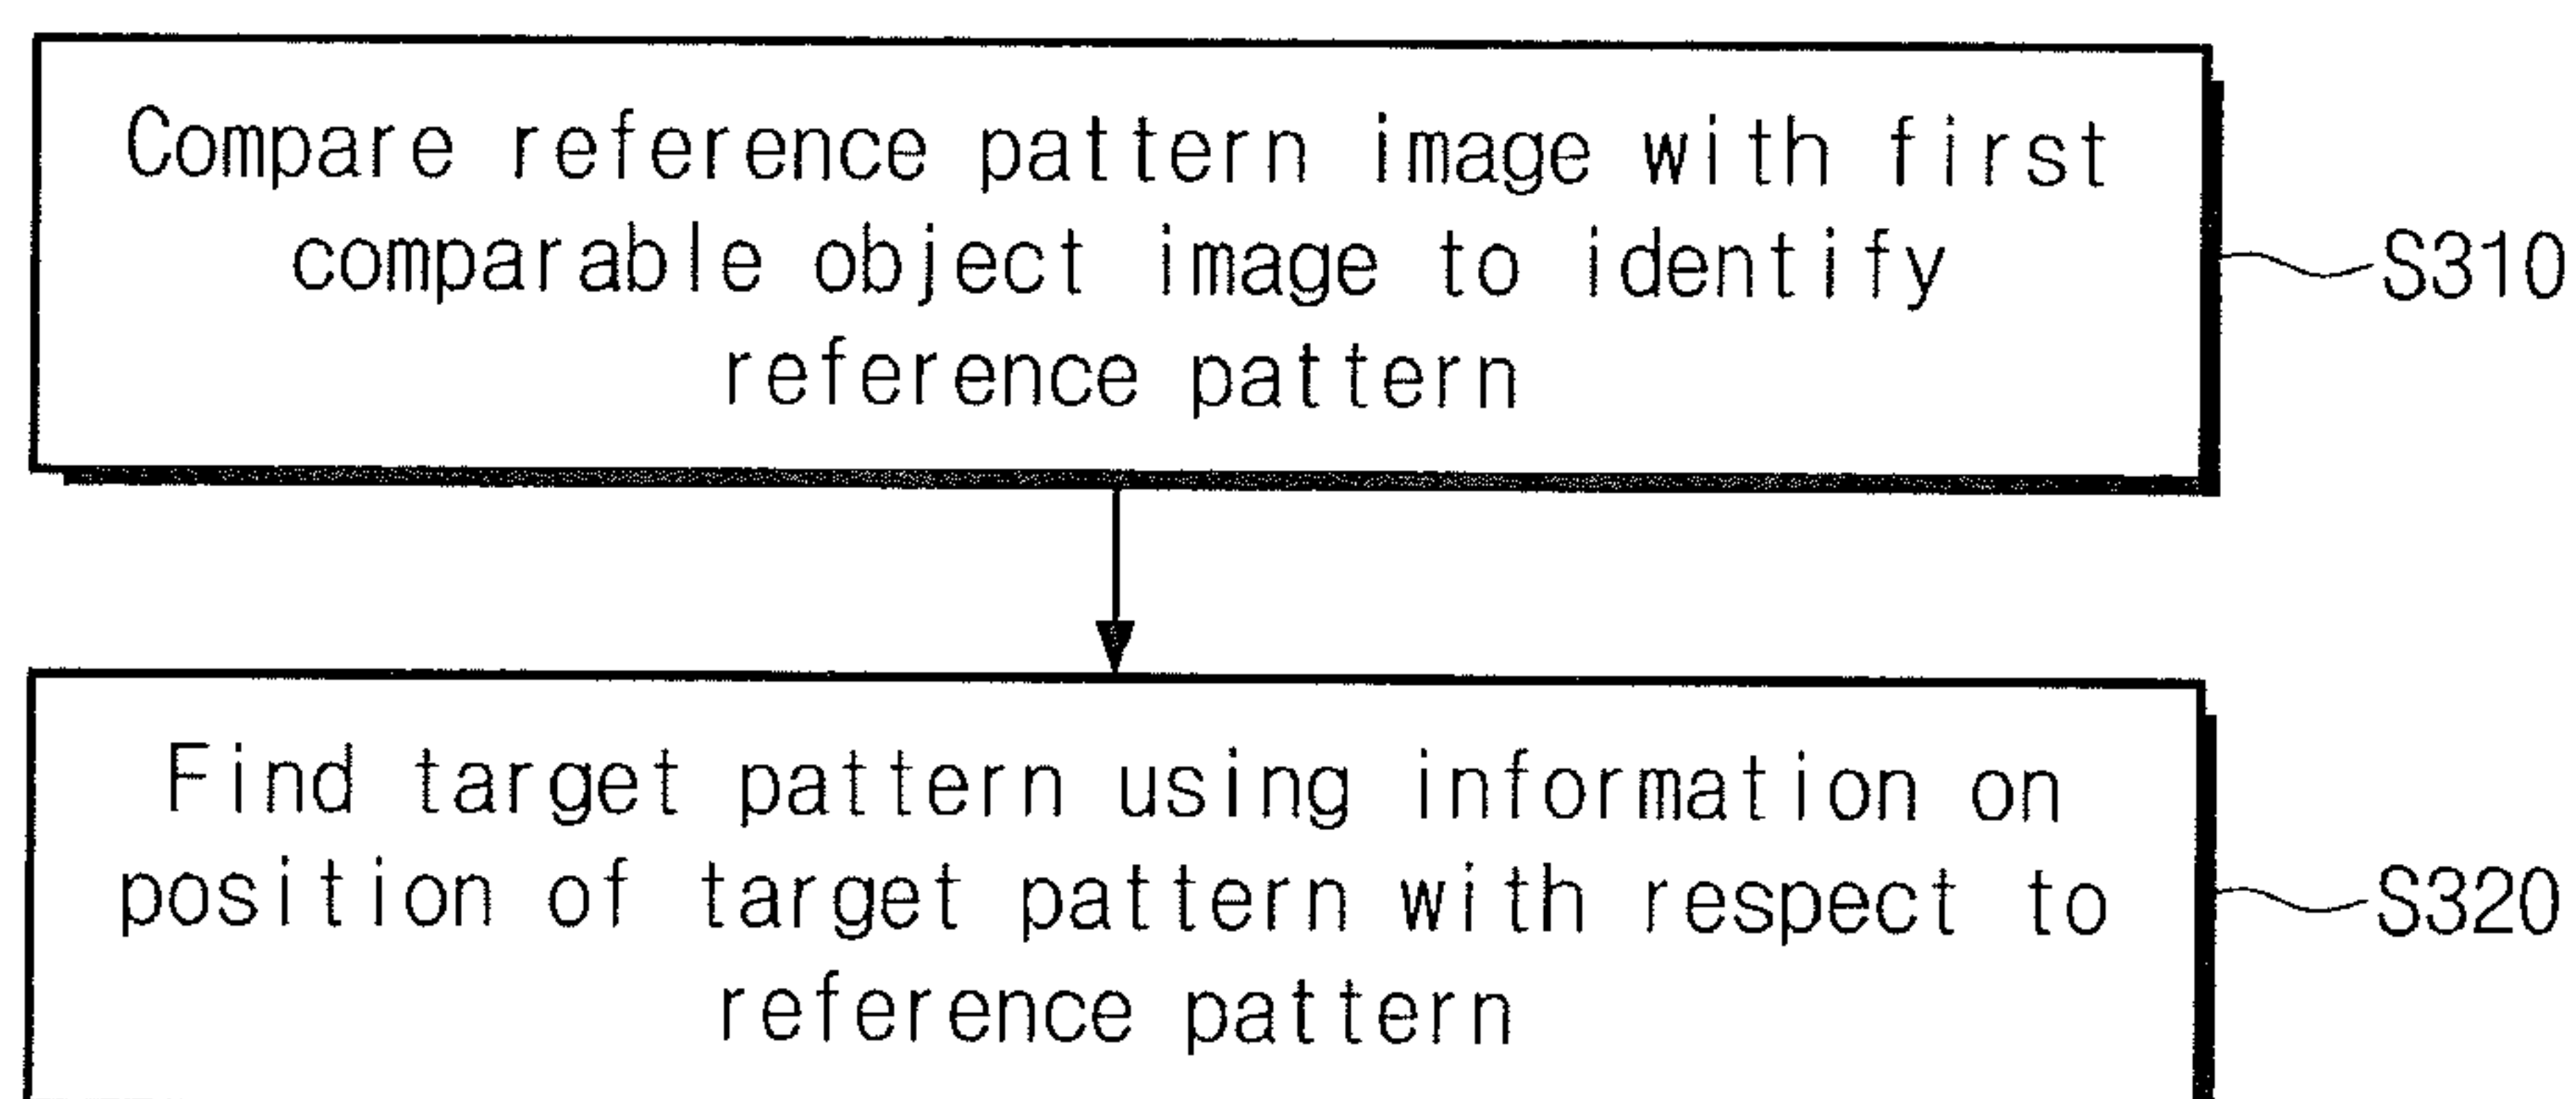 Compare reference pattern image with first
comparable object image to identify
reference pattern
S310
Find target pattern using information on
position of target pattern with respect to
reference pattern
S320